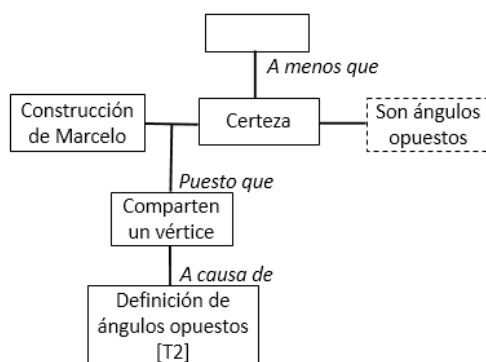 A menos que
Construcción
de Marcelo
Certeza
Son ángulos
opuestos
Puesto que
Comparten
un vértice
A causa de
Definición de
ángulos opuestos
[T2]